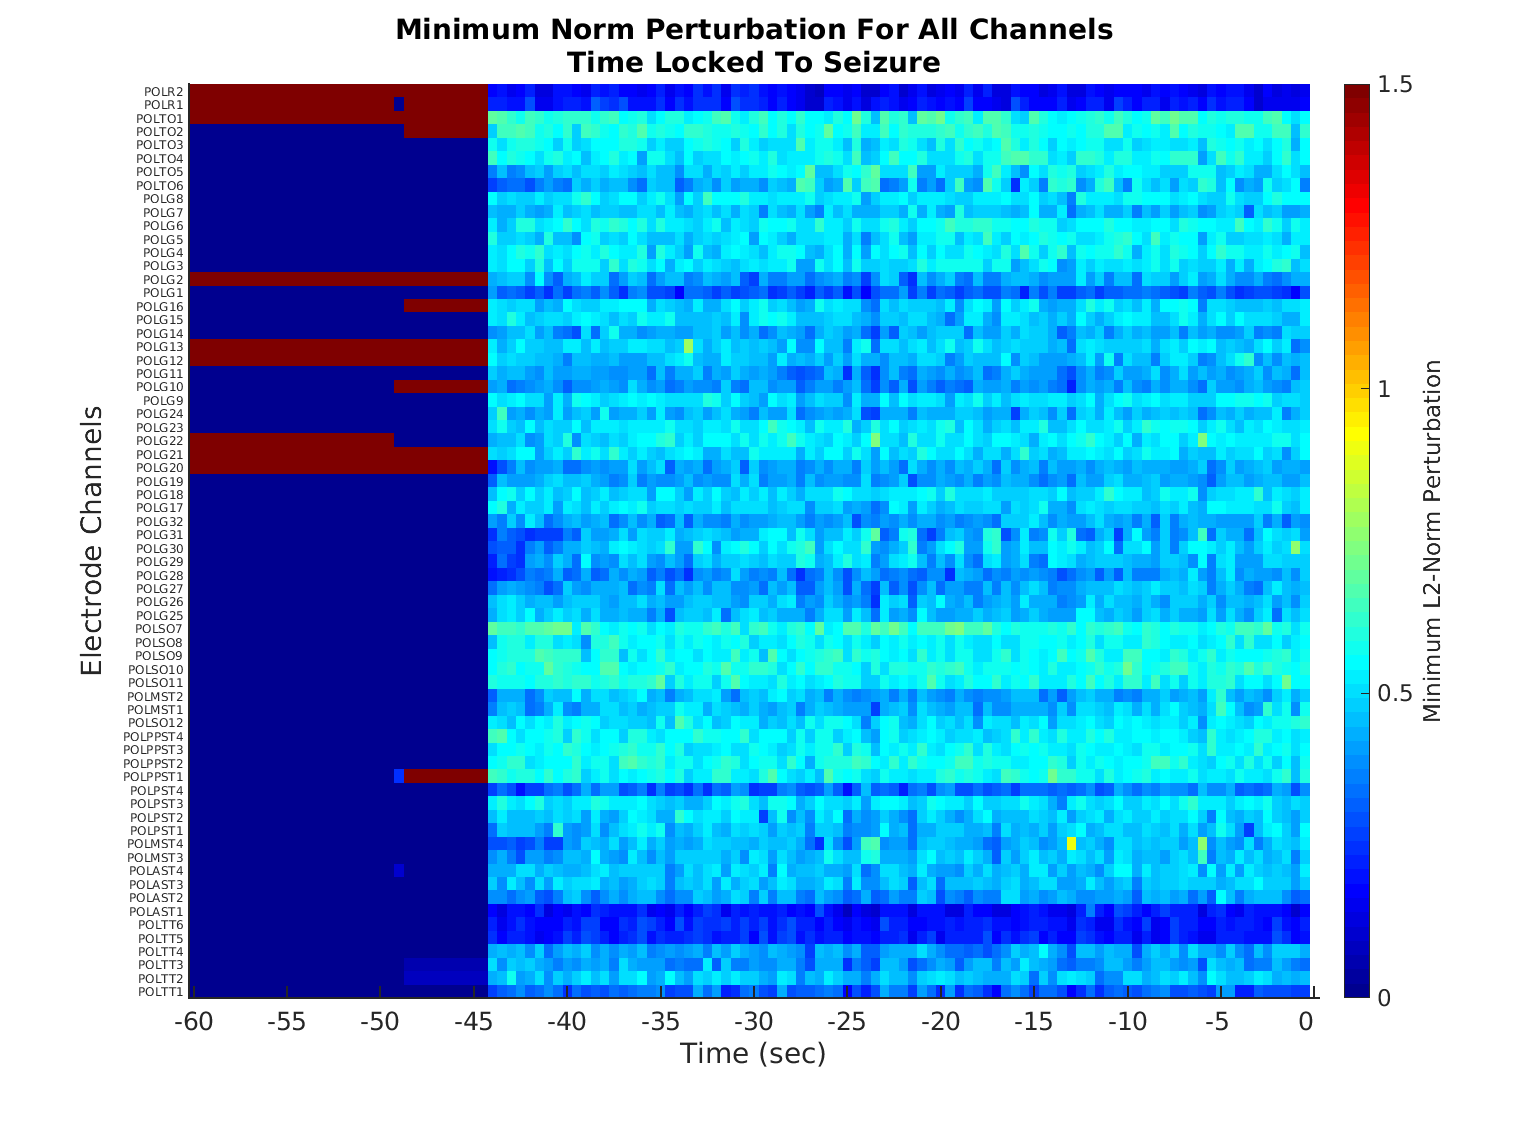 Minimum Norm Perturbation For All Channels
Time Locked To Seizure
Electrode Channels
POLR2
POLR1
POLTO1
POLTO2
POLTO3
POLTO4
POLTO5
POLTO6
POLG8
POLG7
POLG6
POLG5
POLG4
POLG3
POLG2
POLG1
POLG16
POLG15
POLG14
POLG13
POLG12
POLG11
POLG10
POLG9
POLG24
POLG23
POLG22
POLG21
POLG20
POLG19
POLG18
POLG17
POLG32
POLG31
POLG30
POLG29
POLG28
POLG27
POLG26
POLG25
POLSO7
POLSO8
POLSO9
POLSO10
POLSO11
POLMST2
POLMST1
POLSO12
POLPPST4
POLPPST3
POLPPST2
POLPPST1
POLPST4
POLPST3
POLPST2
POLPST1
POLMST4
POLMST3
POLAST4
POLAST3
POLAST2
POLAST1
POLTT6
POLTT5
POLTT4
POLTT3
POLTT2
POLTT1
-60 -55 -50 -45 -40 -35 -30 -25 -20 -15 -10 -5 0
Time (sec)
1.5
1
0.5
0
Minimum L2-Norm Perturbation